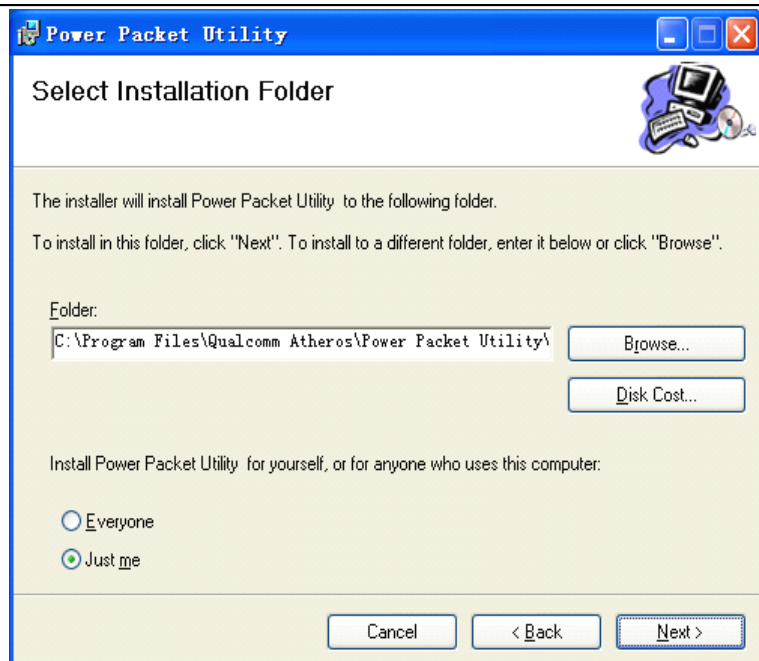 Power Packet Utility
Select Installation Folder
The installer will install Power Packet Utility to the following folder.
To install in this folder, click "Next". To install to a different folder, enter it below or click "Browse".
Folder:
C:\Program Files\Qualcomm Atheros\Power Packet Utility\
Browse...
Disk Cost...
Install Power Packet Utility for yourself, or for anyone who uses this computer:
Everyone
Just me
Cancel
< Back
Next >